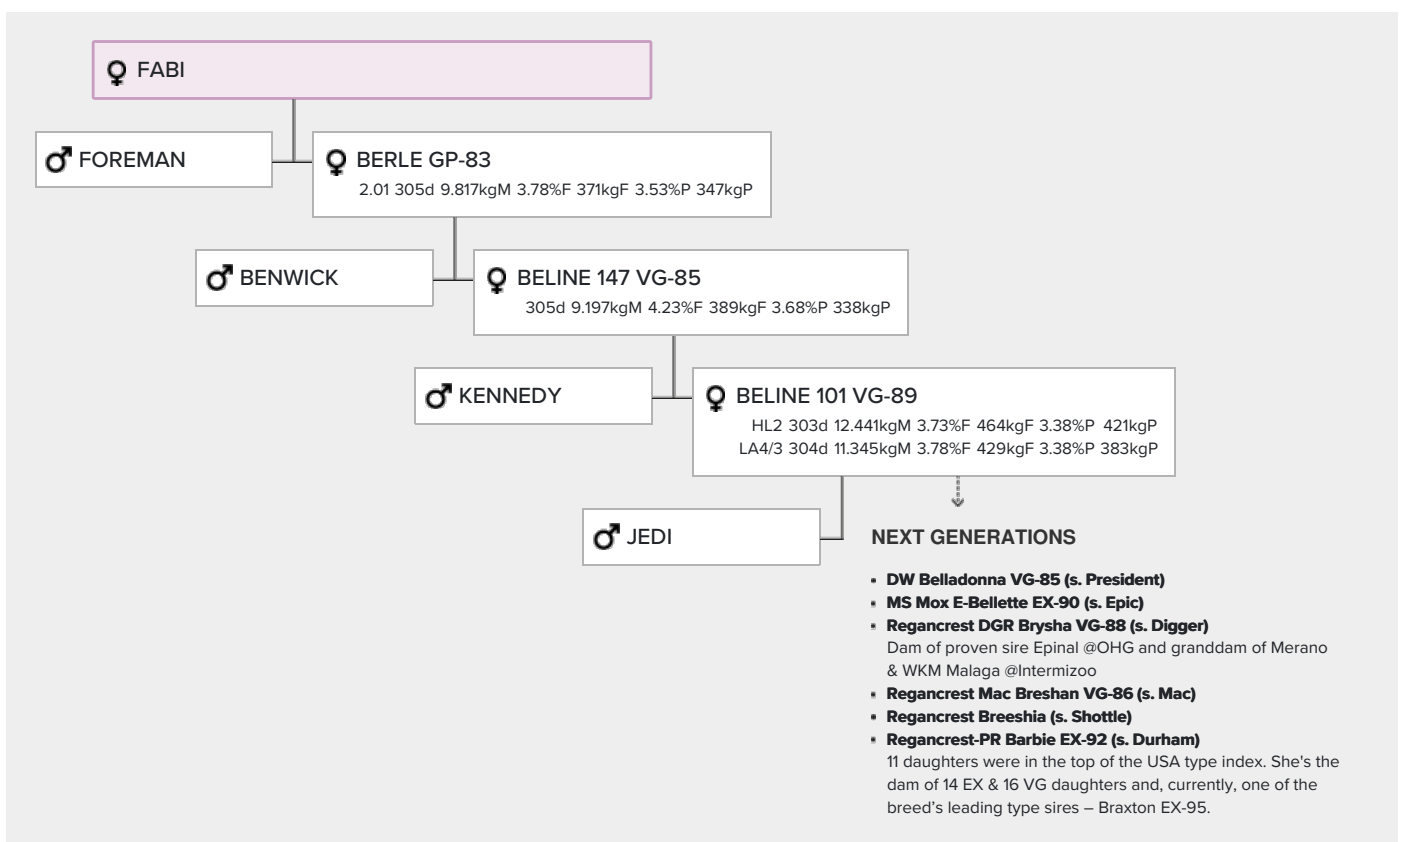 FABI
FOREMAN
BERLE GP-83
2.01 305d 9.817kgM 3.78%F 371kgF 3.53%P 347kgP
BENWICK
BELINE 147 VG-85
305d 9.197kgM 4.23%F 389kgF 3.68%P 338kgP
KENNEDY
BELINE 101 VG-89
HL2 303d 12.441kgM 3.73%F 464kgF 3.38%P 421kgP
LA4/3 304d 11.345kgM 3.78%F 429kgF 3.38%P 383kgP
JEDI
NEXT GENERATIONS
DW Belladonna VG-85 (s. President)
MS Mox E-Bellette EX-90 (s. Epic)
Regancrest DGR Brysha VG-88 (s. Digger)
Dam of proven sire Epinal @OHG and granddam of Merano
& WKM Malaga @Intermizoo
Regancrest Mac Breshan VG-86 (s. Mac)
Regancrest Breeshia (s. Shottle)
Regancrest-PR Barbie EX-92 (s. Durham)
11 daughters were in the top of the USA type index. She's the
dam of 14 EX & 16 VG daughters and, currently, one of the
breed’s leading type sires – Braxton EX-95.